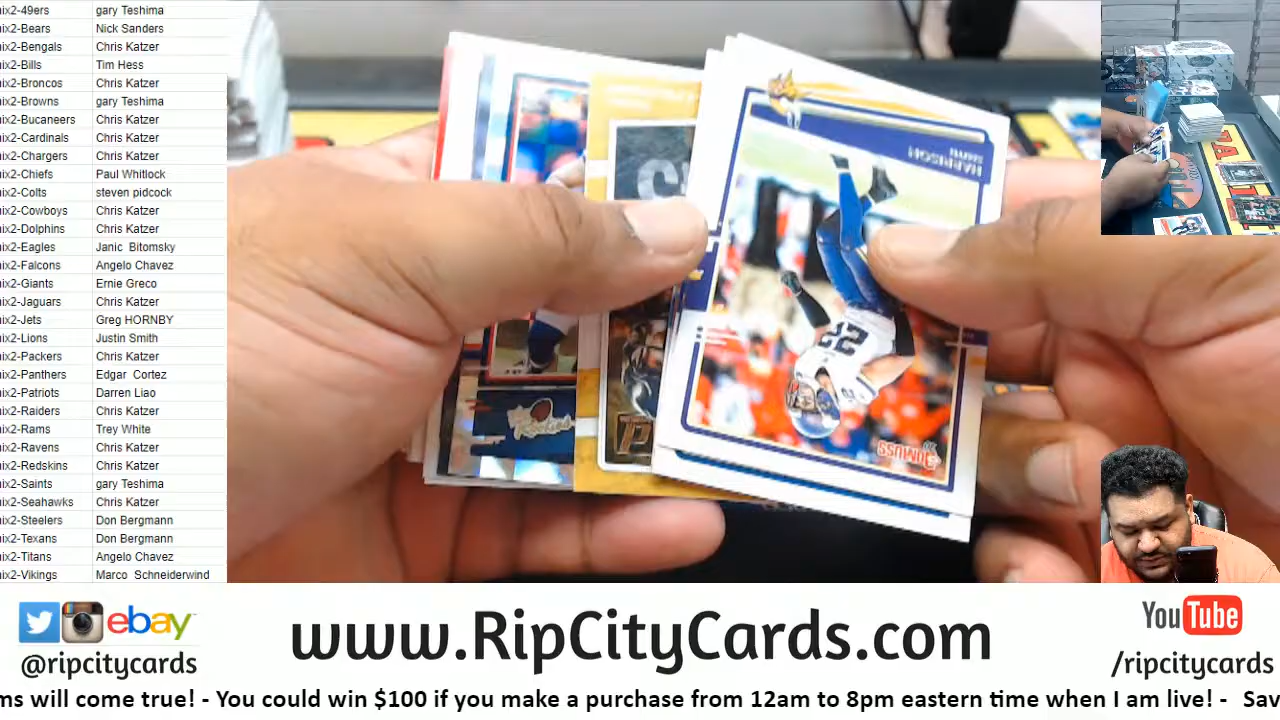 ix2-49ers gary Teshima
ix2-Bears Nick Sanders
ix2-Bengals Chris Katzer
ix2-Bills Tim Hess
ix2-Broncos Chris Katzer
ix2-Browns gary Teshima
ix2-Bucaneers Chris Katzer
ix2-Cardinals Chris Katzer
ix2-Chargers Chris Katzer
ix2-Chiefs Paul Whitlock
ix2-Colts steven pidcock
ix2-Cowboys Chris Katzer
ix2-Dolphins Chris Katzer
ix2-Eagles Janic Bitomsky
ix2-Falcons Angelo Chavez
ix2-Giants Ernie Greco
ix2-Jaguars Chris Katzer
ix2-Jets Greg HORNBY
ix2-Lions Justin Smith
ix2-Packers Chris Katzer
ix2-Panthers Edgar Cortez
ix2-Patriots Darren Liao
ix2-Raiders Chris Katzer
ix2-Rams Trey White
ix2-Ravens Chris Katzer
ix2-Redskins Chris Katzer
ix2-Saints gary Teshima
ix2-Seahawks Chris Katzer
ix2-Steelers Don Bergmann
ix2-Texans Don Bergmann
ix2-Titans Angelo Chavez
ix2-Vikings Marco Schneiderwind
HARRISON
SMITH
22
DONRUSS
Rookies
ebay
@ripcitycards
www.RipCityCards.com
YouTube
/ripcitycards
ms will come true! - You could win $100 if you make a purchase from 12am to 8pm eastern time when I am live! - Sav